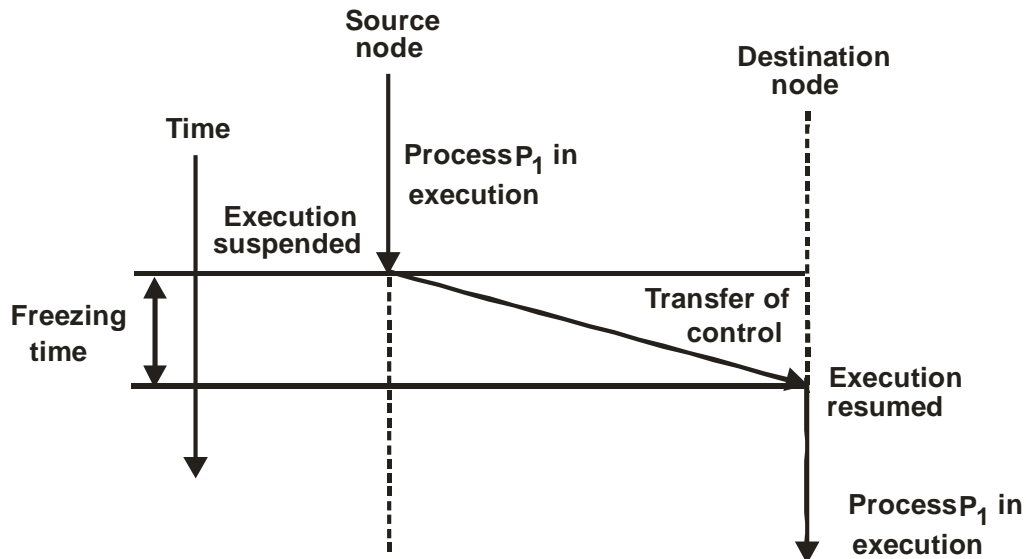 Source
node
Destination
node
Time
Process P1 in
execution
Execution
suspended
Transfer of
control
Freezing
time
Execution
resumed
Process P1 in
execution